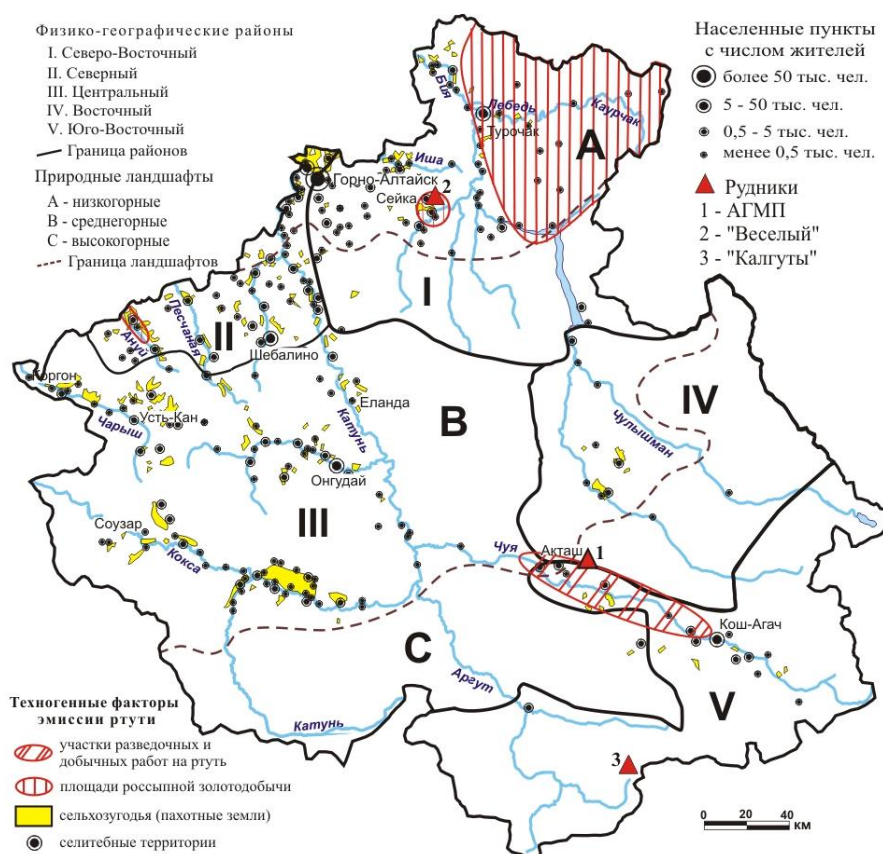 Физико-географические районы
I. Северо-Восточный
II. Северный
III. Центральный
IV. Восточный
V. Юго-Восточный
Граница районов
Природные ландшафты
А - низкогорные
В - среднегорные
С - высокогорные
Граница ландшафтов
Населенные пункты
с числом жителей
более 50 тыс. чел.
5 - 50 тыс. чел.
0,5 - 5 тыс. чел.
менее 0,5 тыс. чел.
Рудники
1 - АГМП
2 - "Веселый"
3 - "Калгуты"
Бия
Лебедь
Каурчак
Турочак
А
Иша
Горно-Алтайск
Сейка
2
I
Песчаная
II
Ануй
Шебалино
Коргон
Чарыш
Усть-Кан
Еланда
Катунь
В
IV
Чулышман
Онгудай
III
Соузар
Кокса
Чуя
Акташ
1
Кош-Агач
С
Аргут
V
Катунь
3
Техногенные факторы
эмиссии ртути
участки разведочных и
добычных работ на ртуть
площади россыпной золотодобычи
сельхозугодья (пахотные земли)
селитебные территории
0 20 40
км